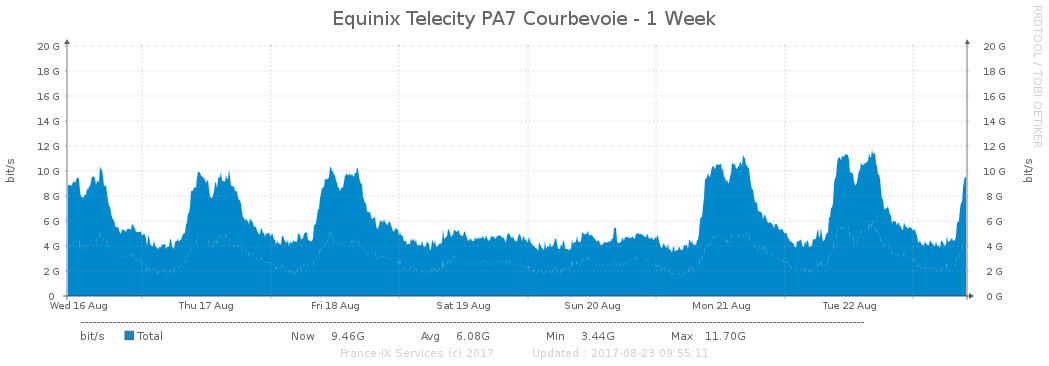 Equinix Telecity PA7 Courbevoie - 1 Week
RRDTOOL / TOBI OETIKER
bit/s
20 G 20 G
18 G 18 G
16 G 16 G
14 G 14 G
12 G 12 G
10 G 10 G
8 G 8 G
6 G 6 G
4 G 4 G
2 G 2 G
0 0 G
bit/s
Wed 16 Aug Thu 17 Aug Fri 18 Aug Sat 19 Aug Sun 20 Aug Mon 21 Aug Tue 22 Aug
bit/s Total Now 9.46G Avg 6.08G Min 3.44G Max 11.70G
France-IX Services (c) 2017 Updated : 2017-08-23 09:55:11